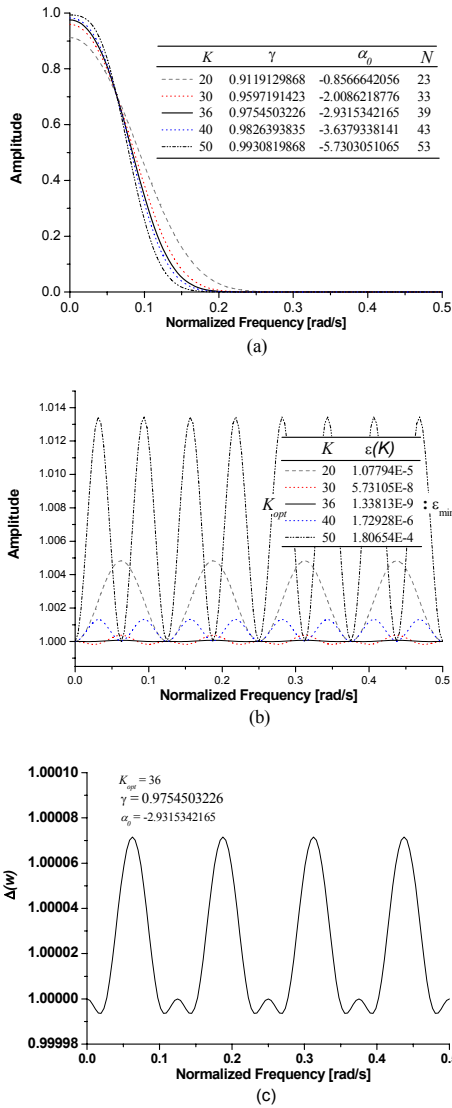 1.0
0.8
0.6
0.4
0.2
0.0
Amplitude
K γ α0 N
20 0.9119129868 -0.8566642056 23
30 0.9597191423 -2.0086218776 33
36 0.9754503226 -2.9315342165 39
40 0.9826393835 -3.6379338141 43
50 0.9930819868 -5.7303051065 53
0.0 0.1 0.2 0.3 0.4 0.5
Normalized Frequency [rad/s]
(a)
1.014
1.012
1.010
1.008
1.006
1.004
1.002
1.000
Amplitude
K ε(K)
20 1.07794E-5
30 5.73105E-8
Kopt 36 1.33813E-9 : εmin
40 1.72928E-6
50 1.80654E-4
0.0 0.1 0.2 0.3 0.4 0.5
Normalized Frequency [rad/s]
(b)
1.00010
1.00008
1.00006
1.00004
1.00002
1.00000
0.99998
Δ(w)
Kopt = 36
γ = 0.9754503226
α0 = -2.9315342165
0.0 0.1 0.2 0.3 0.4
Normalized Frequency [rad/s]
(c)